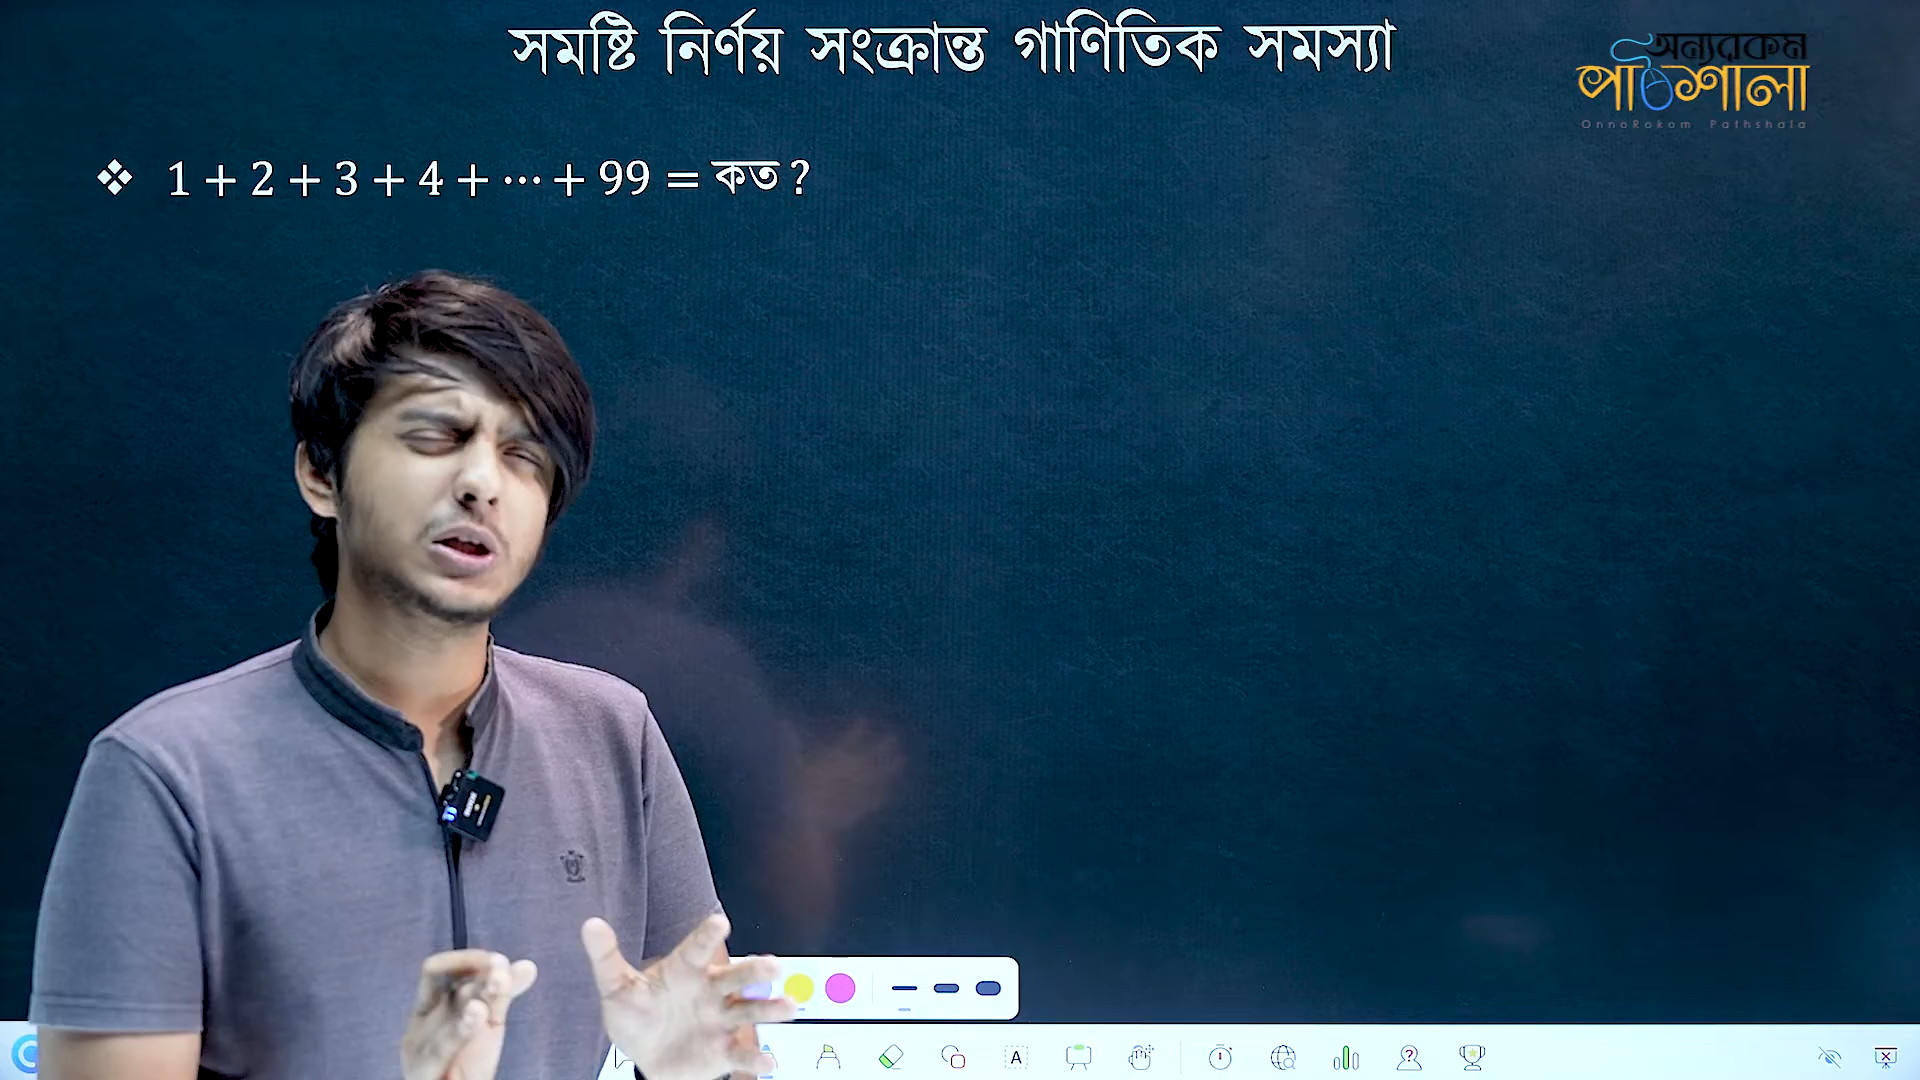 সমষ্টি নির্ণয় সংক্রান্ত গাণিতিক সমস্যা
অন্যরকম
পাঠশালা
OnnoRokom Pathshala
❖ 1 + 2 + 3 + 4 + ⋯ + 99 = কত ?
A